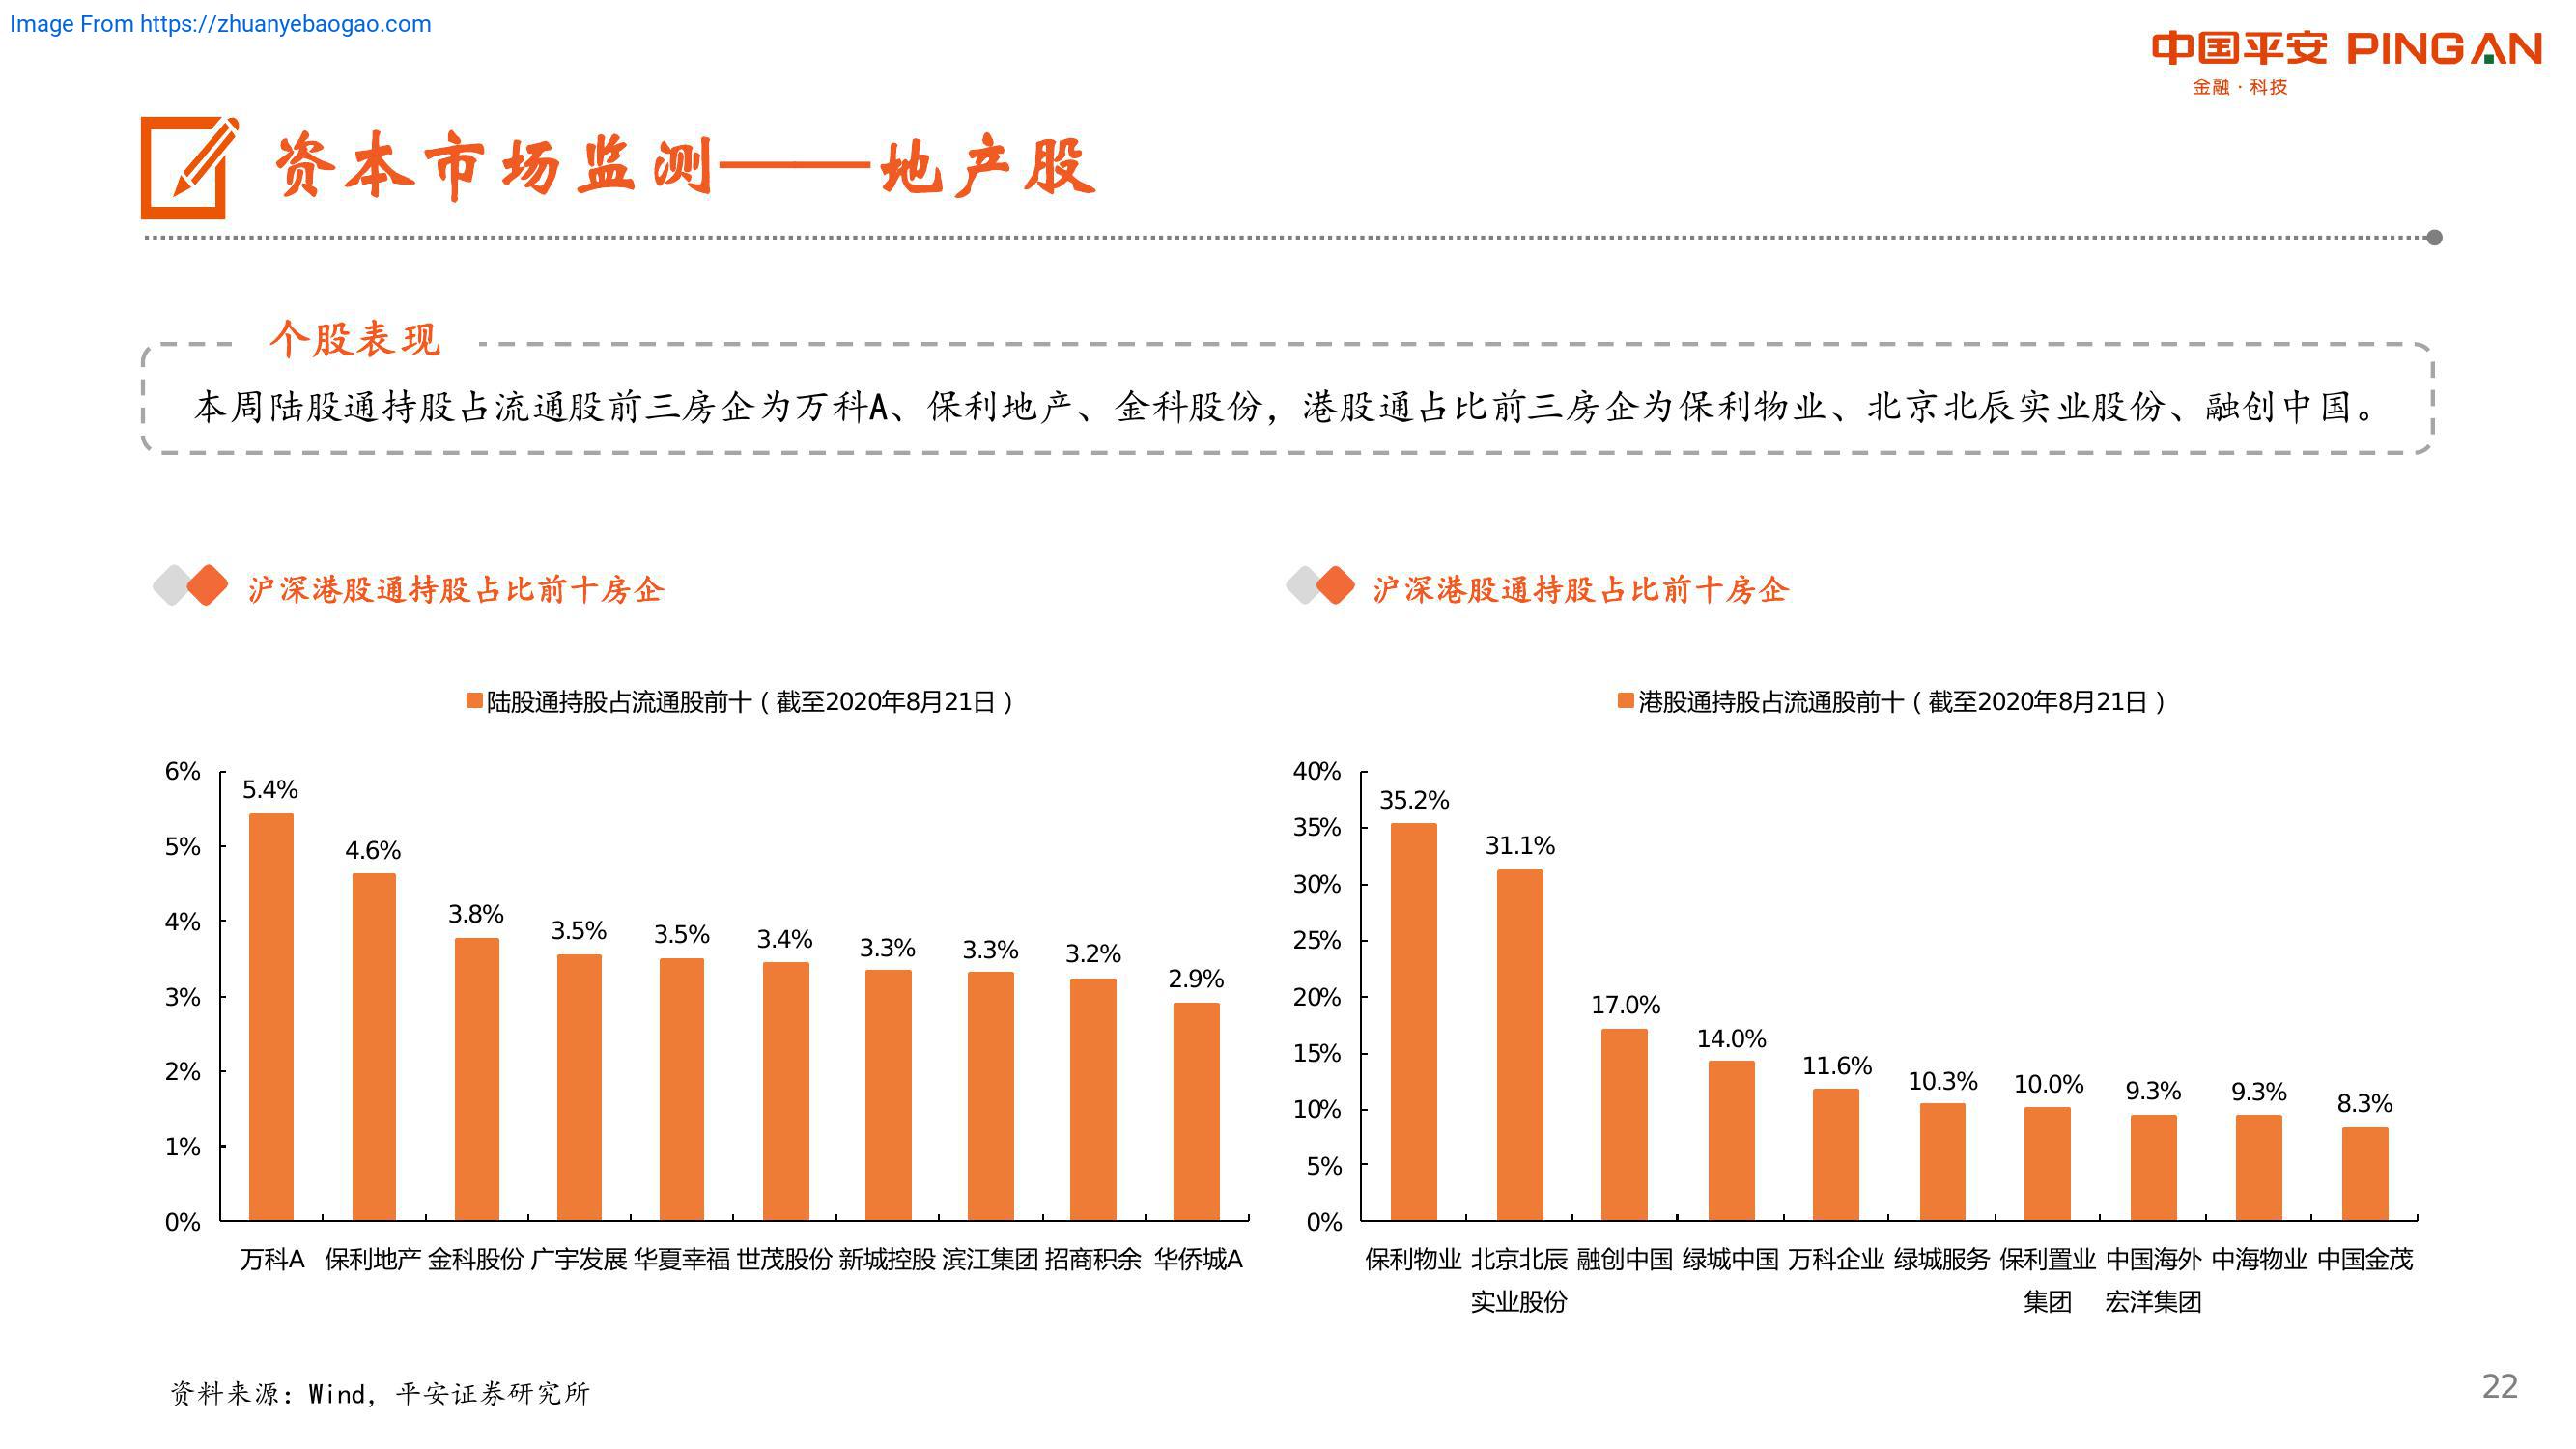 Image From https://zhuanyebaogao.com
中国平安 PINGAN
金融·科技
资本市场监测——地产股
个股表现
本周陆股通持股占流通股前三房企为万科A、保利地产、金科股份，港股通占比前三房企为保利物业、北京北辰实业股份、融创中国。
沪深港股通持股占比前十房企
陆股通持股占流通股前十（截至2020年8月21日）
6%
5%
4%
3%
2%
1%
0%
5.4%
4.6%
3.8%
3.5%
3.5%
3.4%
3.3%
3.3%
3.2%
2.9%
万科A 保利地产 金科股份 广宇发展 华夏幸福 世茂股份 新城控股 滨江集团 招商积余 华侨城A
沪深港股通持股占比前十房企
港股通持股占流通股前十（截至2020年8月21日）
40%
35%
30%
25%
20%
15%
10%
5%
0%
35.2%
31.1%
17.0%
14.0%
11.6%
10.3%
10.0%
9.3%
9.3%
8.3%
保利物业 北京北辰 融创中国 绿城中国 万科企业 绿城服务 保利置业 中国海外 中海物业 中国金茂
实业股份 集团 宏洋集团
资料来源：Wind，平安证券研究所
22